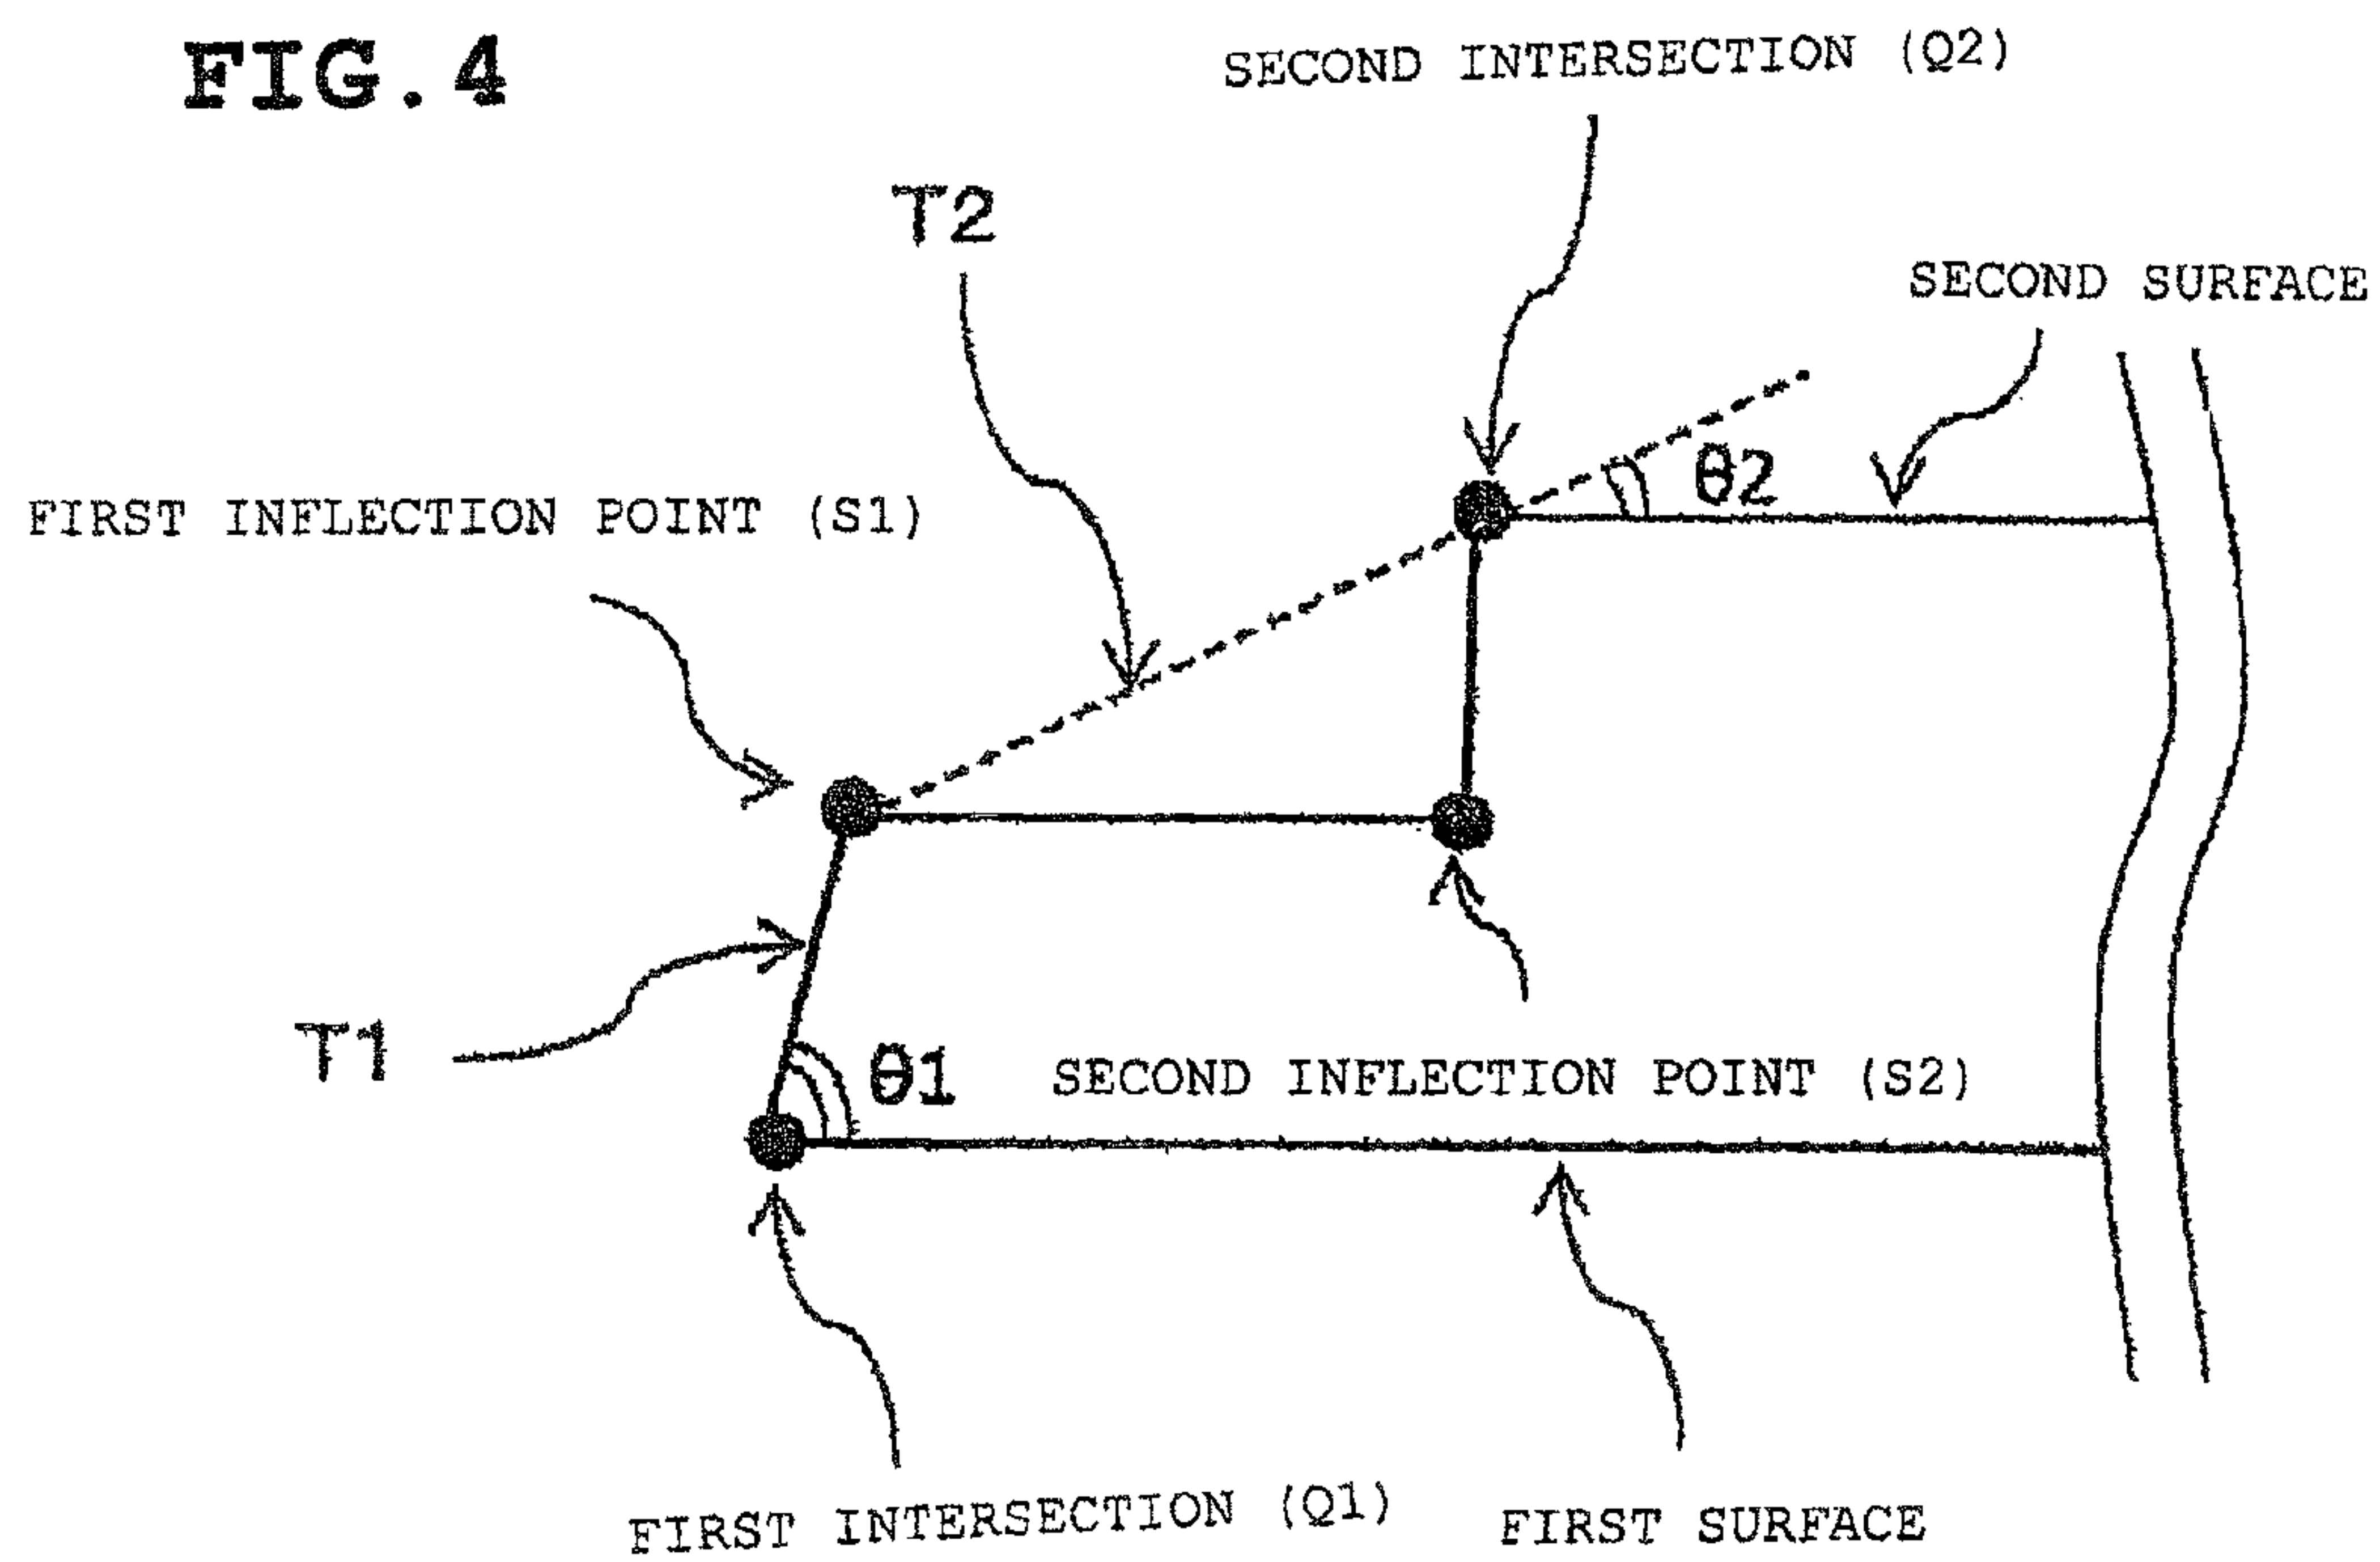 FIG.4
SECOND INTERSECTION (Q2)
T2
SECOND SURFACE
θ2
FIRST INFLECTION POINT (S1)
T1
θ1
SECOND INFLECTION POINT (S2)
FIRST INTERSECTION (Q1)
FIRST SURFACE